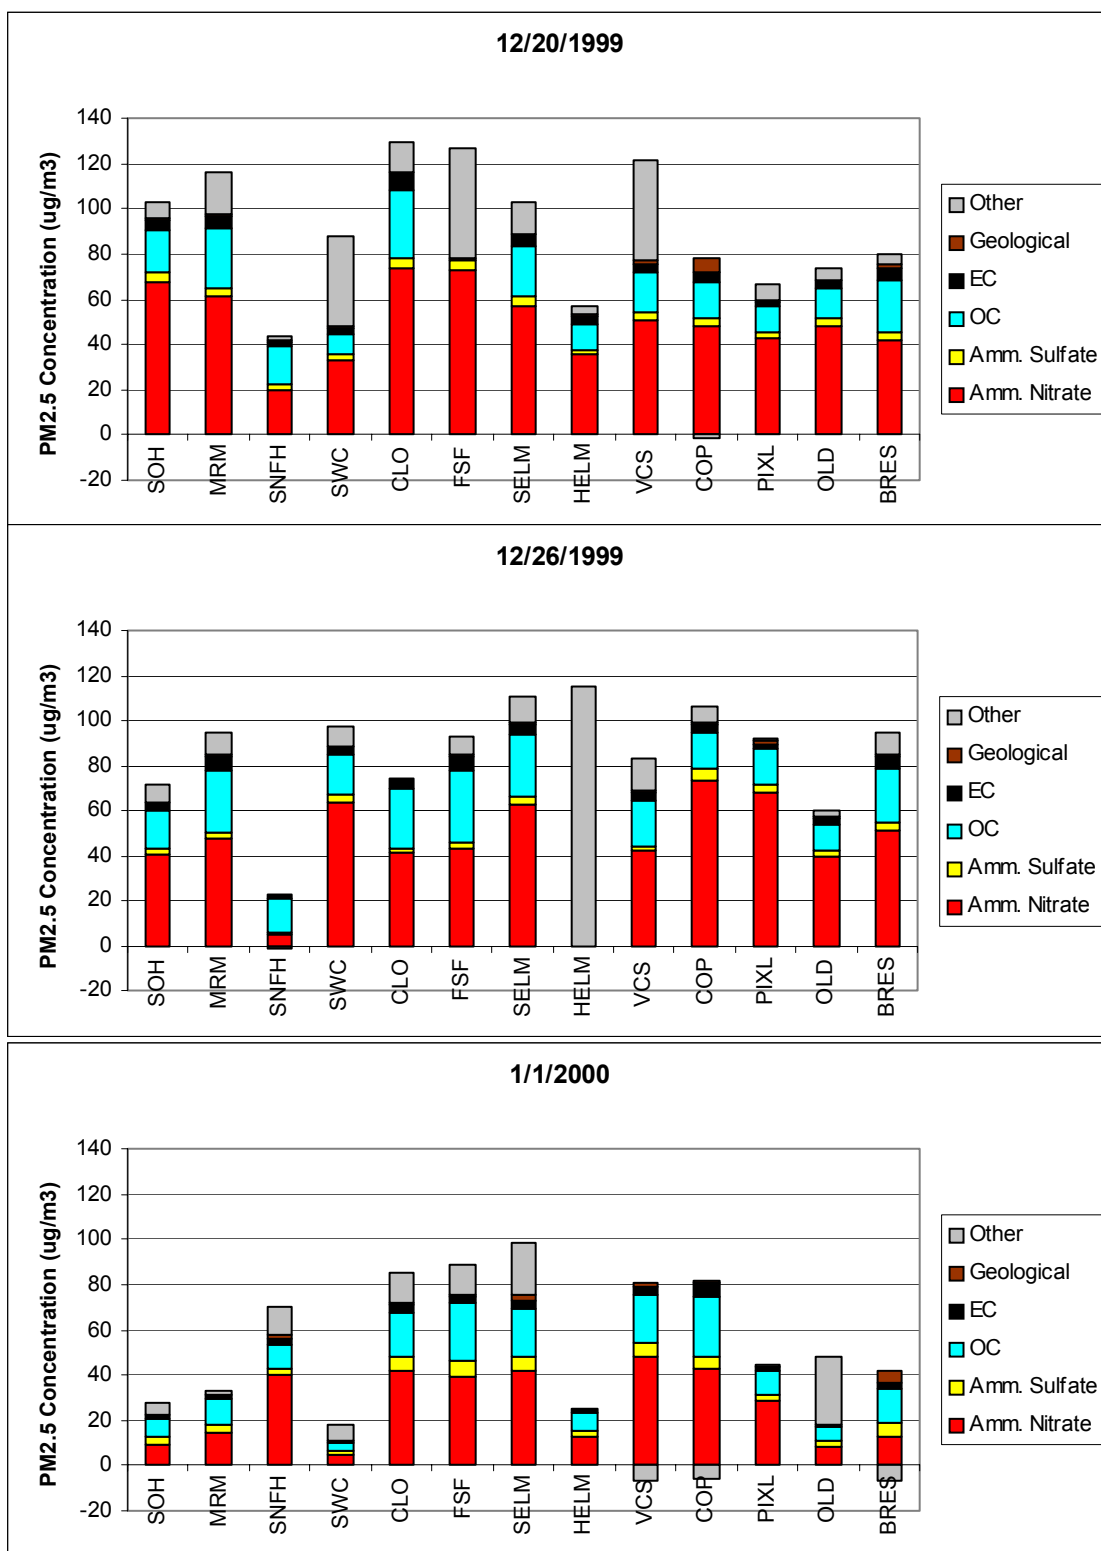 12/20/1999
PM2.5 Concentration (ug/m3)
140
120
100
80
60
40
20
0
-20
SOH
MRM
SNFH
SWC
CLO
FSF
SELM
HELM
VCS
COP
PIXL
OLD
BRES
Other
Geological
EC
OC
Amm. Sulfate
Amm. Nitrate
12/26/1999
PM2.5 Concentration (ug/m3)
140
120
100
80
60
40
20
0
-20
SOH
MRM
SNFH
SWC
CLO
FSF
SELM
HELM
VCS
COP
PIXL
OLD
BRES
Other
Geological
EC
OC
Amm. Sulfate
Amm. Nitrate
1/1/2000
PM2.5 Concentration (ug/m3)
140
120
100
80
60
40
20
0
-20
SOH
MRM
SNFH
SWC
CLO
FSF
SELM
HELM
VCS
COP
PIXL
OLD
BRES
Other
Geological
EC
OC
Amm. Sulfate
Amm. Nitrate